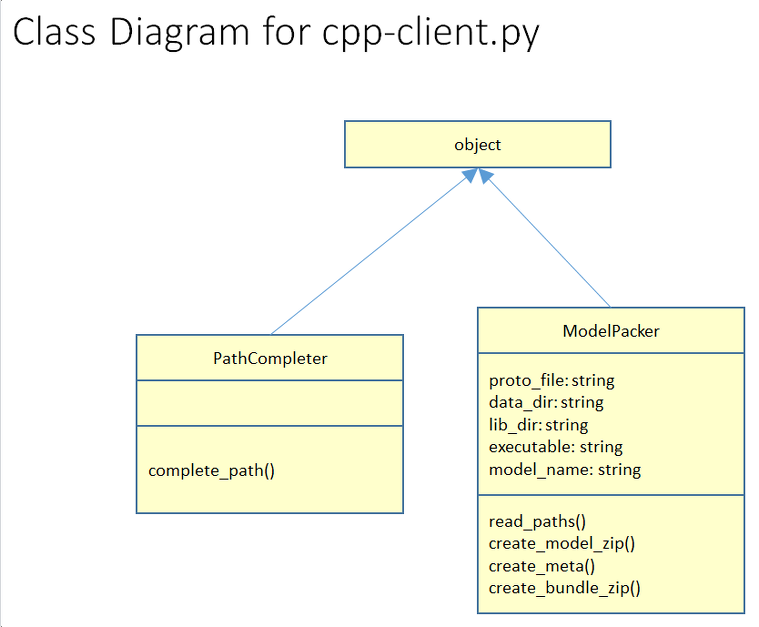 Class Diagram for cpp-client.py
object
PathCompleter
complete_path()
ModelPacker
proto_file: string
data_dir: string
lib_dir: string
executable: string
model_name: string
read_paths()
create_model_zip()
create_meta()
create_bundle_zip()